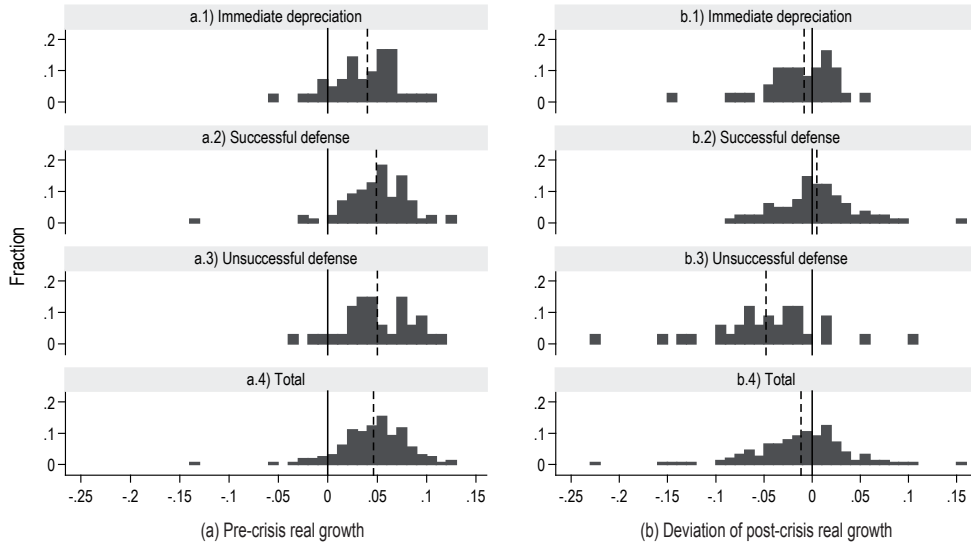 a.1) Immediate depreciation
.2
.1
0
a.2) Successful defense
.2
.1
0
a.3) Unsuccessful defense
.2
.1
0
a.4) Total
.2
.1
0
-.25 -.2 -.15 -.1 -.05 0 .05 .1 .15
(a) Pre-crisis real growth
Fraction
b.1) Immediate depreciation
.2
.1
0
b.2) Successful defense
.2
.1
0
b.3) Unsuccessful defense
.2
.1
0
b.4) Total
.2
.1
0
-.25 -.2 -.15 -.1 -.05 0 .05 .1 .15
(b) Deviation of post-crisis real growth